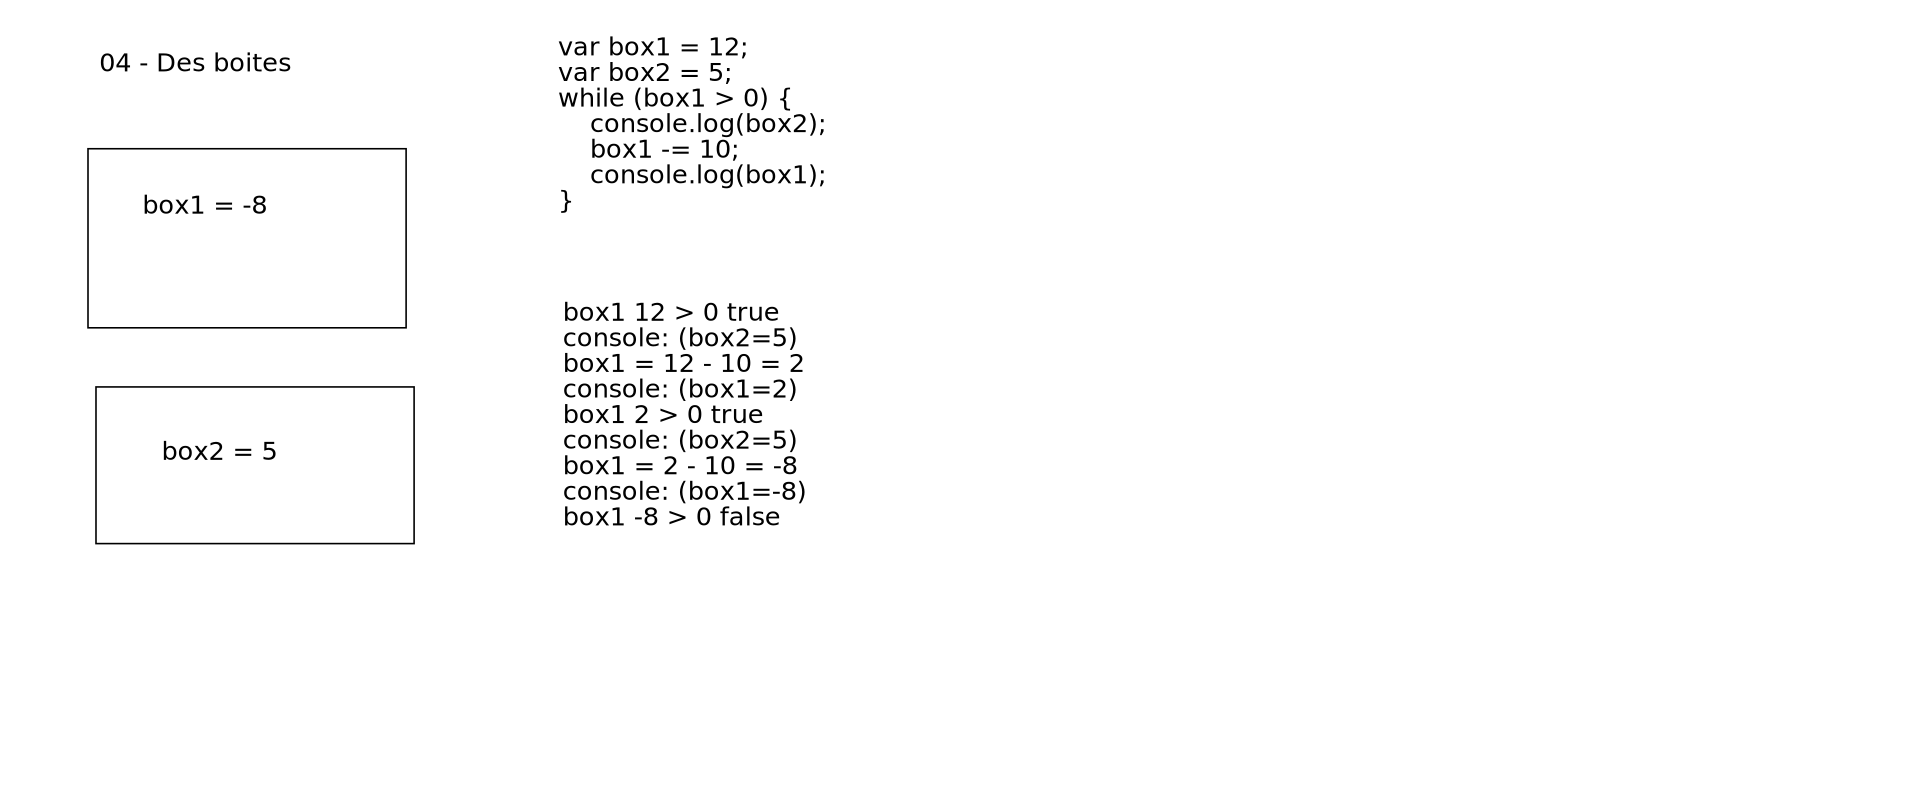 04 - Des boites
box1 = -8
box2 = 5
var box1 = 12;
var box2 = 5;
while (box1 > 0) {
    console.log(box2);
    box1 -= 10;
    console.log(box1);
}
box1 12 > 0 true
console: (box2=5)
box1 = 12 - 10 = 2
console: (box1=2)
box1 2 > 0 true
console: (box2=5)
box1 = 2 - 10 = -8
console: (box1=-8)
box1 -8 > 0 false